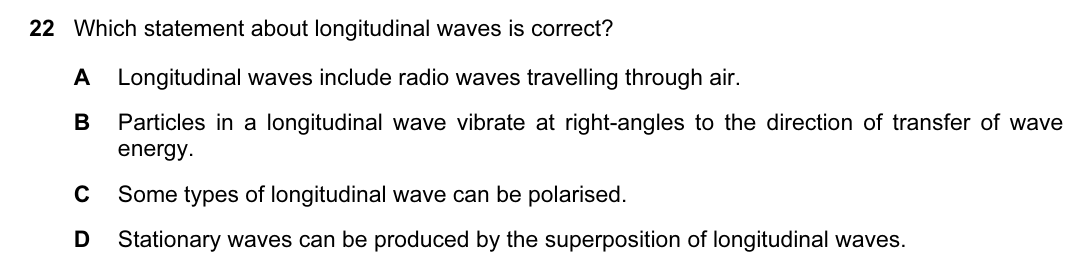 22 Which statement about longitudinal waves is correct?
A Longitudinal waves include radio waves travelling through air.
B Particles in a longitudinal wave vibrate at right-angles to the direction of transfer of wave
energy.
C Some types of longitudinal wave can be polarised.
D Stationary waves can be produced by the superposition of longitudinal waves.